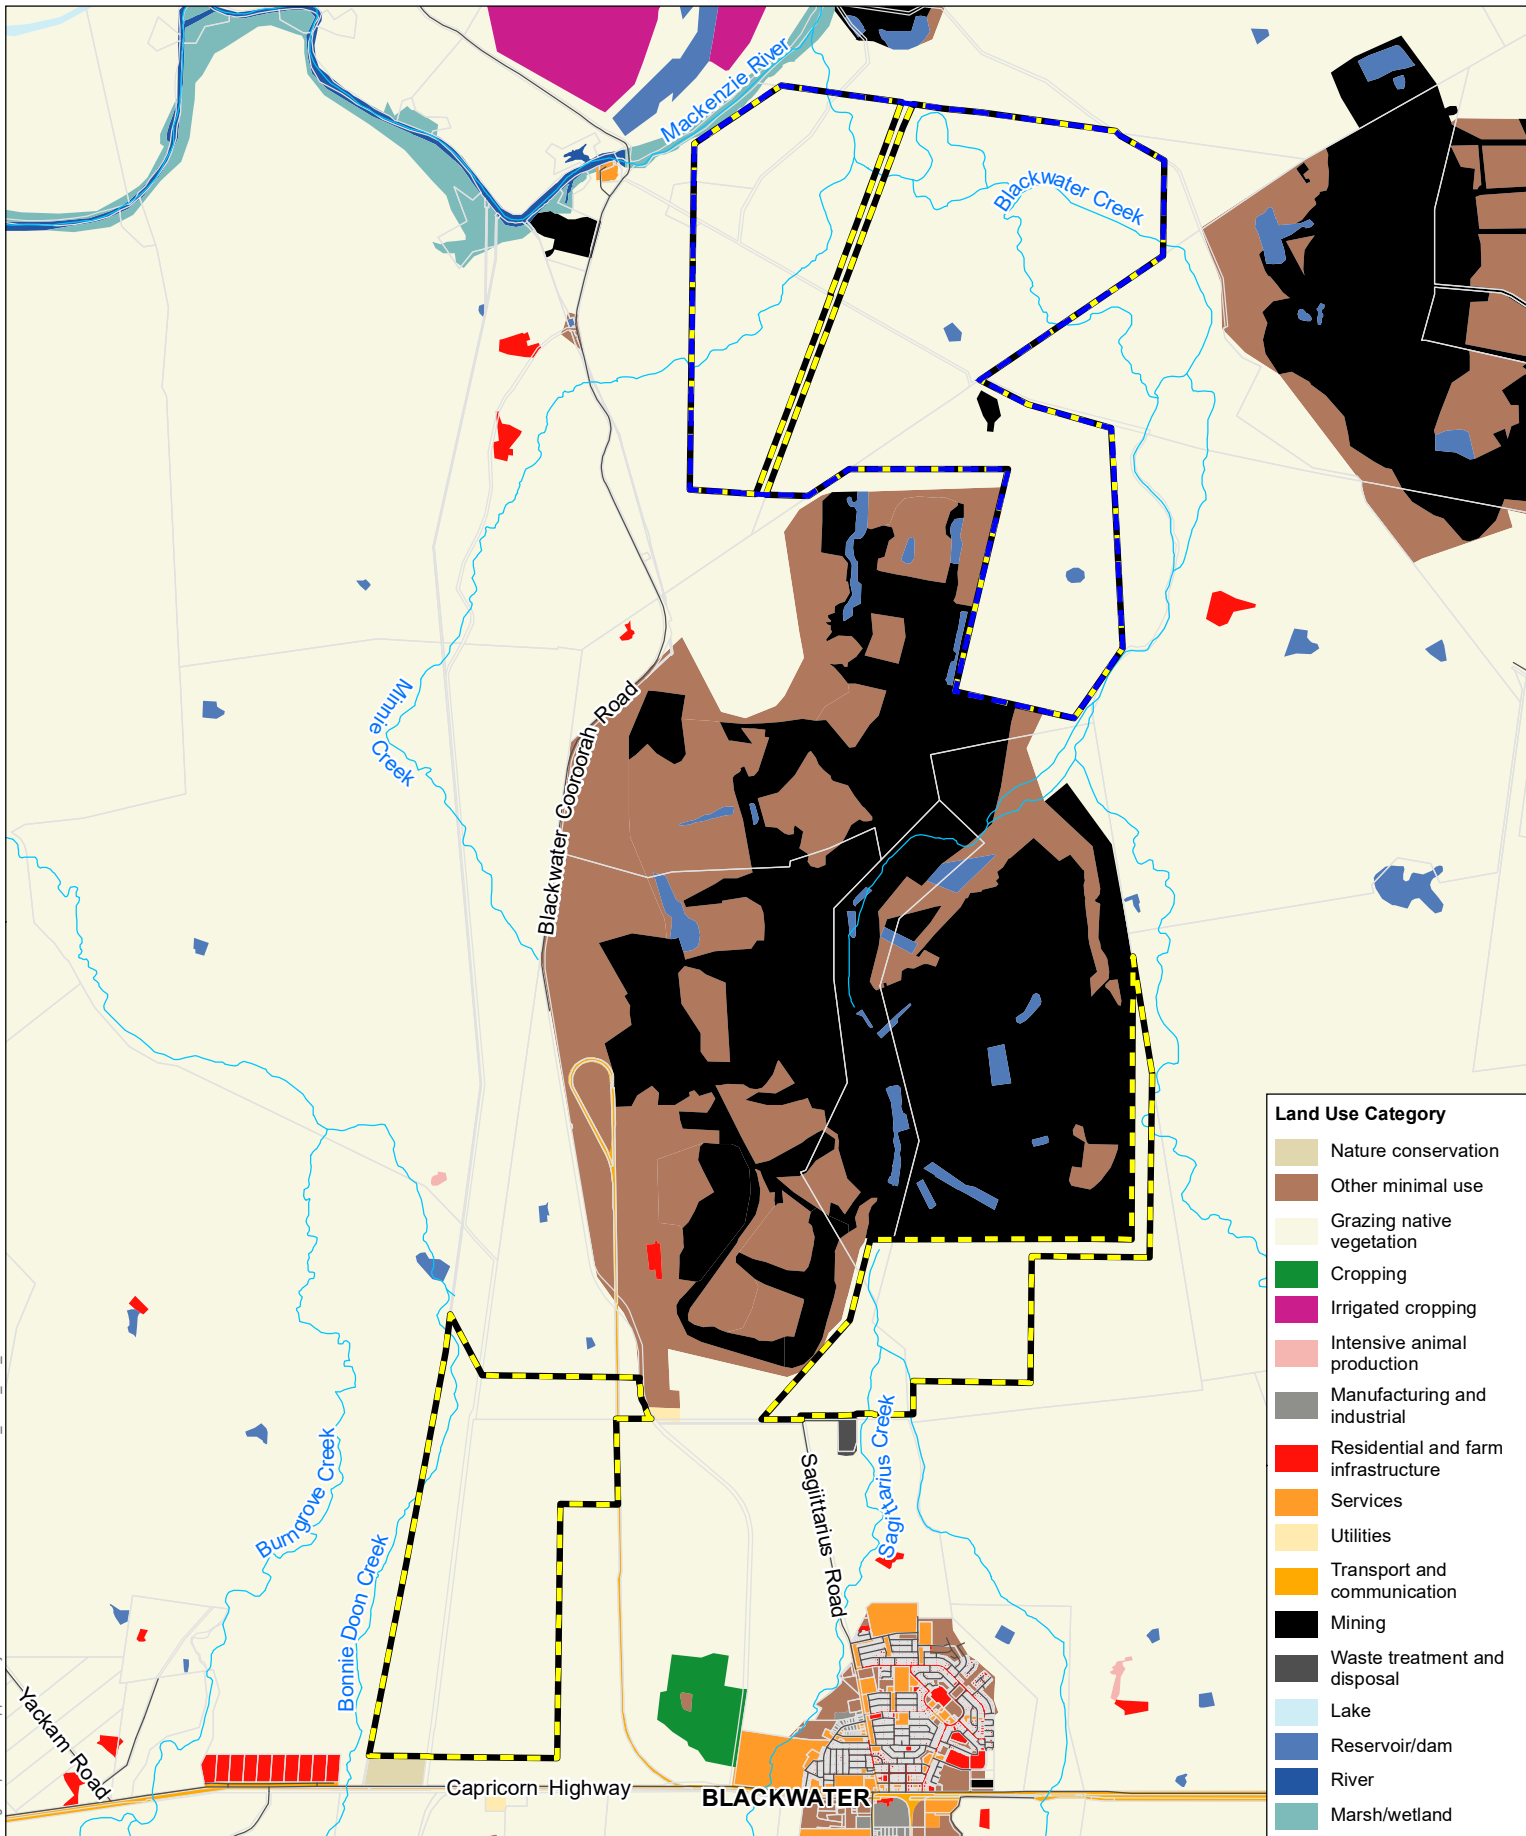 Mackenzie River
Blackwater Creek
Minnie
Creek
Blackwater Cooroorah Road
Burngrove Creek
Bonnie Doon Creek
Sagiittarius Road
Sagittarius Creek
Yackam Road
Capricorn Highway
BLACKWATER
Land Use Category
Nature conservation
Other minimal use
Grazing native
vegetation
Cropping
Irrigated cropping
Intensive animal
production
Manufacturing and
industrial
Residential and farm
infrastructure
Services
Utilities
Transport and
communication
Mining
Waste treatment and
disposal
Lake
Reservoir/dam
River
Marsh/wetland